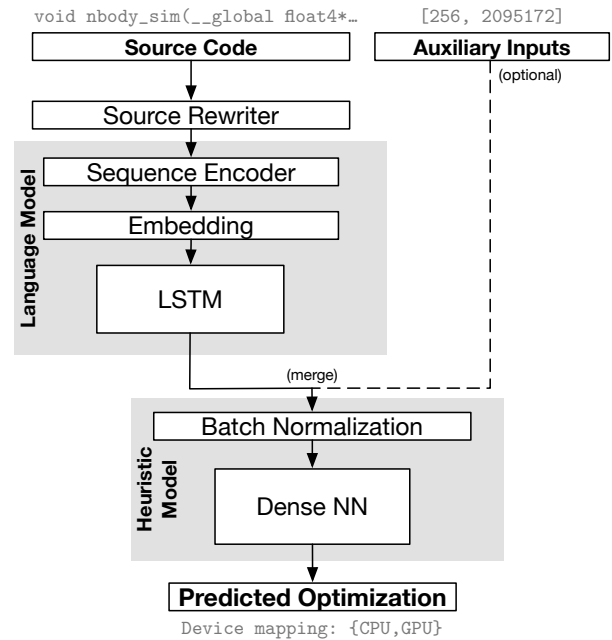 void nbody_sim(__global float4*…
[256, 2095172]
Source Code
Auxiliary Inputs
(optional)
Source Rewriter
Language Model
Sequence Encoder
Embedding
LSTM
(merge)
Heuristic
Model
Batch Normalization
Dense NN
Predicted Optimization
Device mapping: {CPU,GPU}